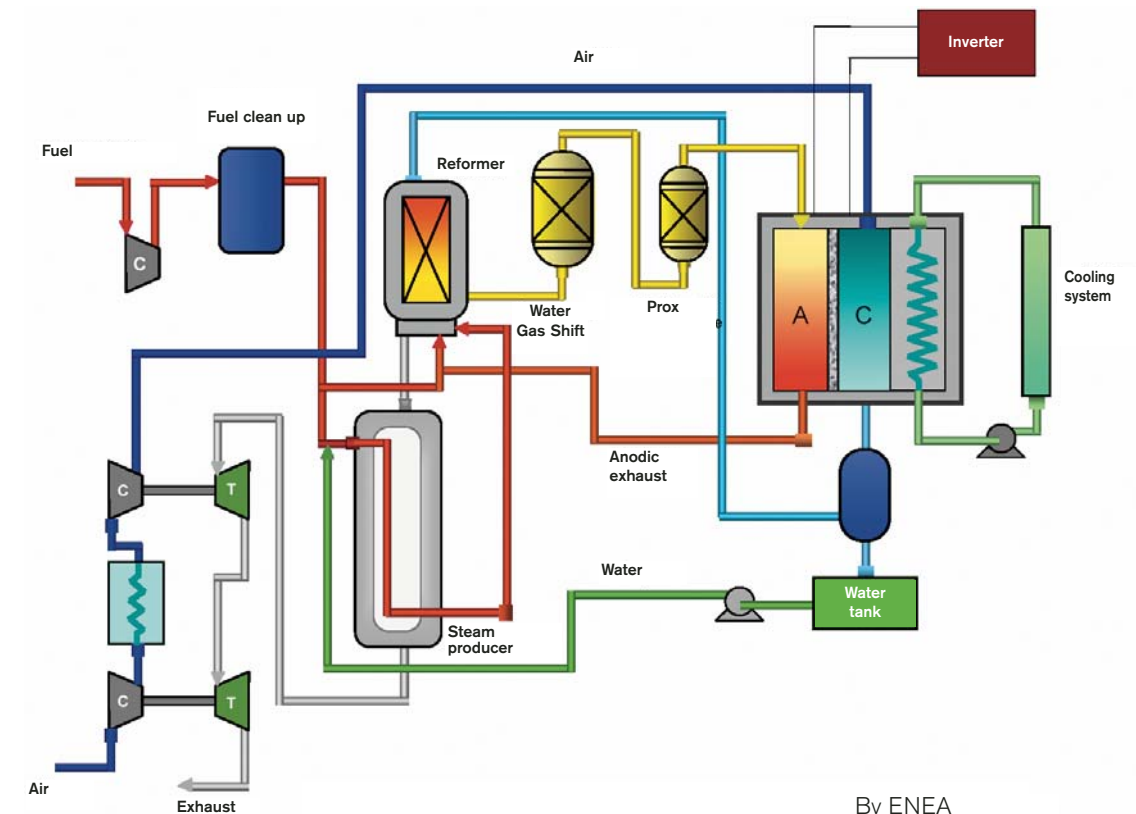 Inverter
Air
Fuel clean up
Fuel
Reformer
C
Water
Gas Shift
Prox
A
C
Cooling
system
Anodic
exhaust
C
T
Water
Water
tank
Steam
producer
C
T
Air
Exhaust
Bv ENEA